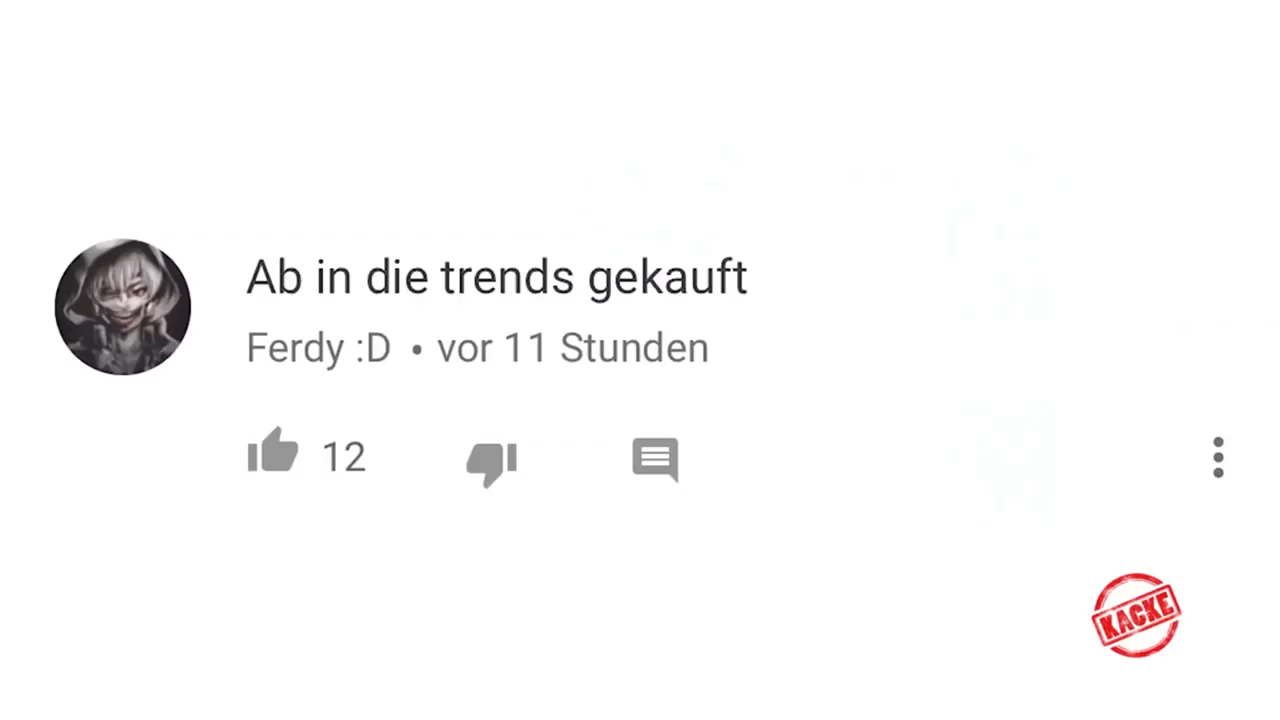 Ab in die trends gekauft
Ferdy :D • vor 11 Stunden
12
KACKE